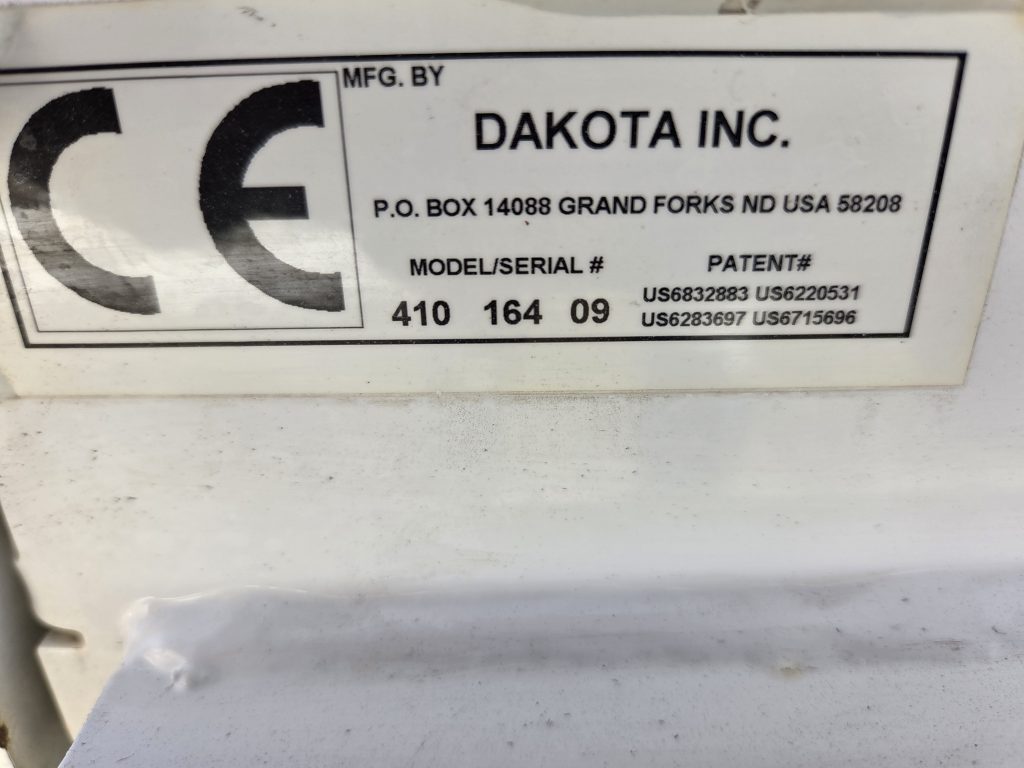 CE
MFG. BY
DAKOTA INC.
P.O. BOX 14088 GRAND FORKS ND USA 58208
MODEL/SERIAL #
410 164 09
PATENT#
US6832883 US6220531
US6283697 US6715696